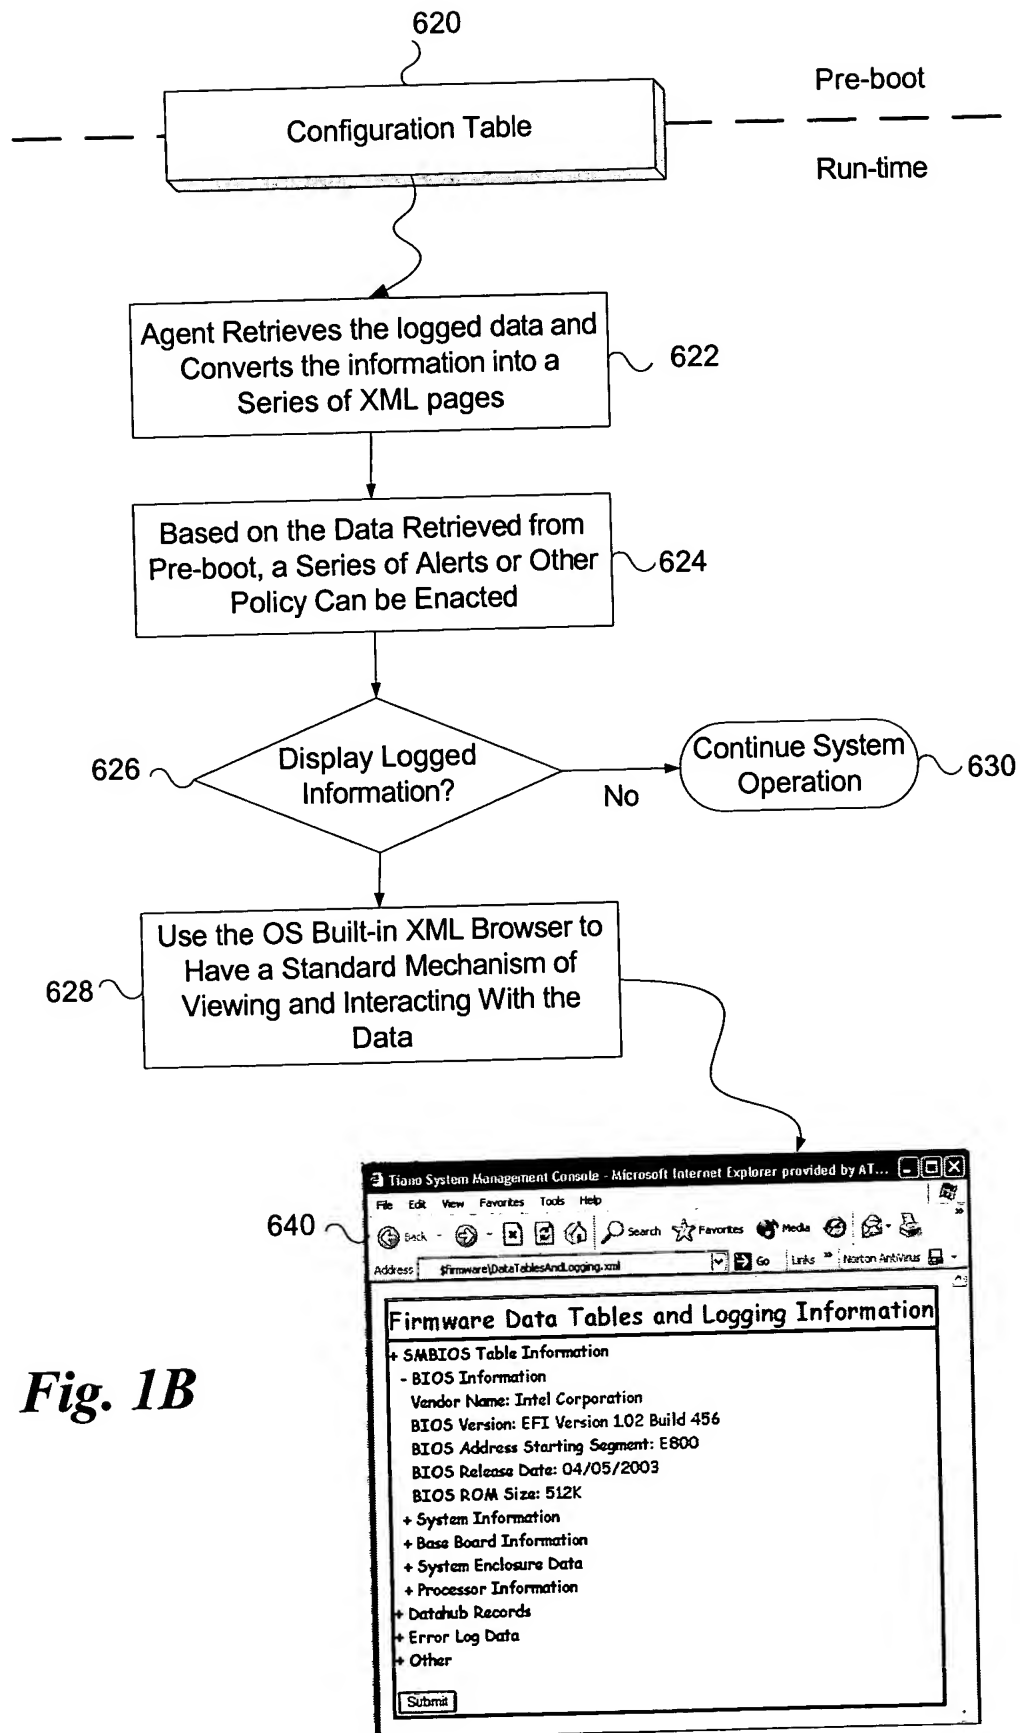 620
Pre-boot
Configuration Table
Run-time
Agent Retrieves the logged data and
Converts the information into a
Series of XML pages
622
Based on the Data Retrieved from
Pre-boot, a Series of Alerts or Other
Policy Can be Enacted
624
626
Display Logged
Information?
No
Continue System
Operation
630
628
Use the OS Built-in XML Browser to
Have a Standard Mechanism of
Viewing and Interacting With the
Data
640
Tiano System Management Console - Microsoft Internet Explorer provided by AT...
File Edit View Favorites Tools Help
Back Search Favorites Media
Address $Firmware\DataTablesAndLogging.xml Go Links » Norton AntiVirus
Firmware Data Tables and Logging Information
+ SMBIOS Table Information
- BIOS Information
Vendor Name: Intel Corporation
BIOS Version: EFI Version 1.02 Build 456
BIOS Address Starting Segment: E800
BIOS Release Date: 04/05/2003
BIOS ROM Size: 512K
+ System Information
+ Base Board Information
+ System Enclosure Data
+ Processor Information
+ Datahub Records
+ Error Log Data
+ Other
Submit
Fig. 1B